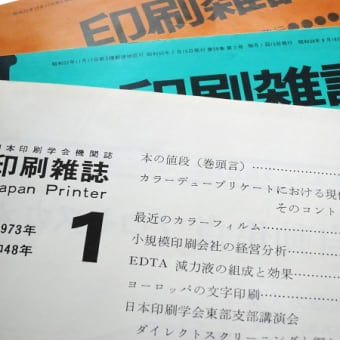 印刷雑誌
印刷雑誌
日本印刷学会機関誌
印刷雑誌
Japan Printer
1973年
昭和48年
1
本の値段（巻頭言）
カラーデュープリケートにおける現像
そのコント
最近のカラーフィルム
小規模印刷会社の経営分析
EDTA 減力液の組成と効果
ヨーロッパの文字印刷
日本印刷学会東部支部講演会
ダイレクトスクリーニング